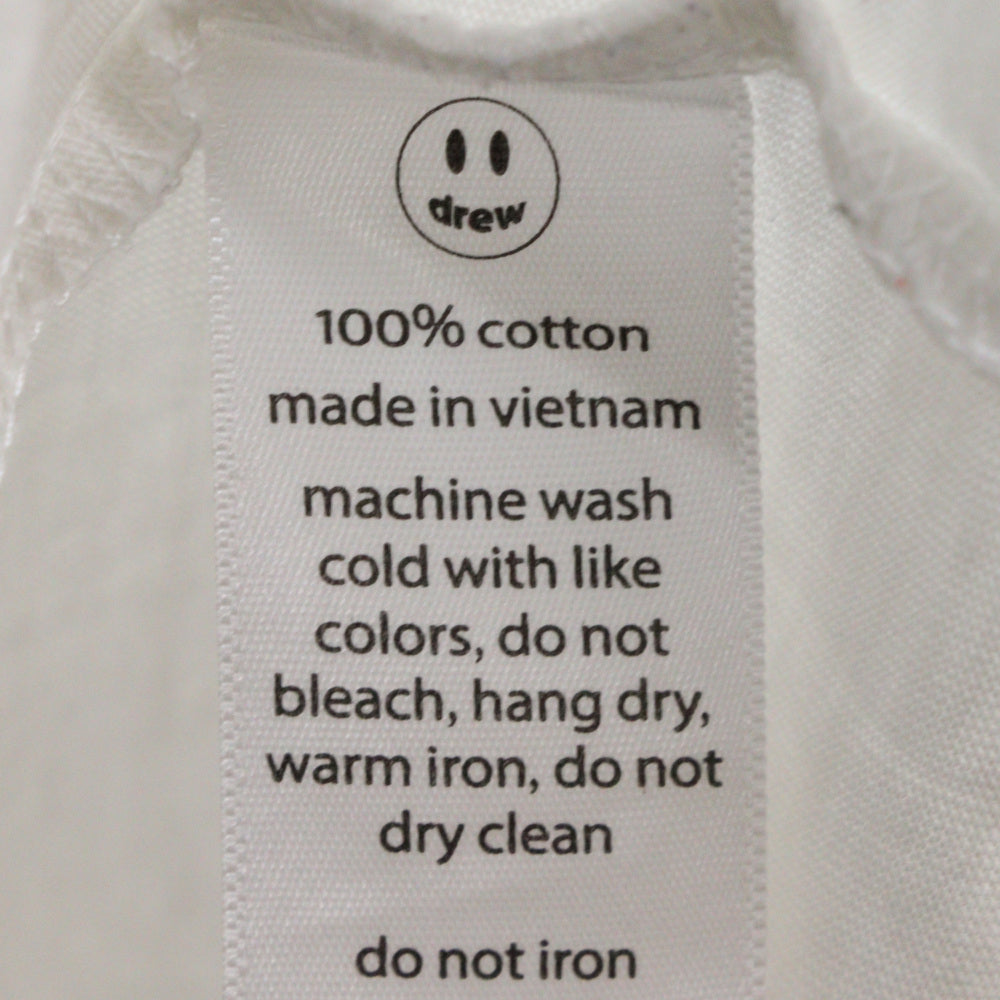 drew
100% cotton
made in vietnam
machine wash
cold with like
colors, do not
bleach, hang dry,
warm iron, do not
dry clean
do not iron